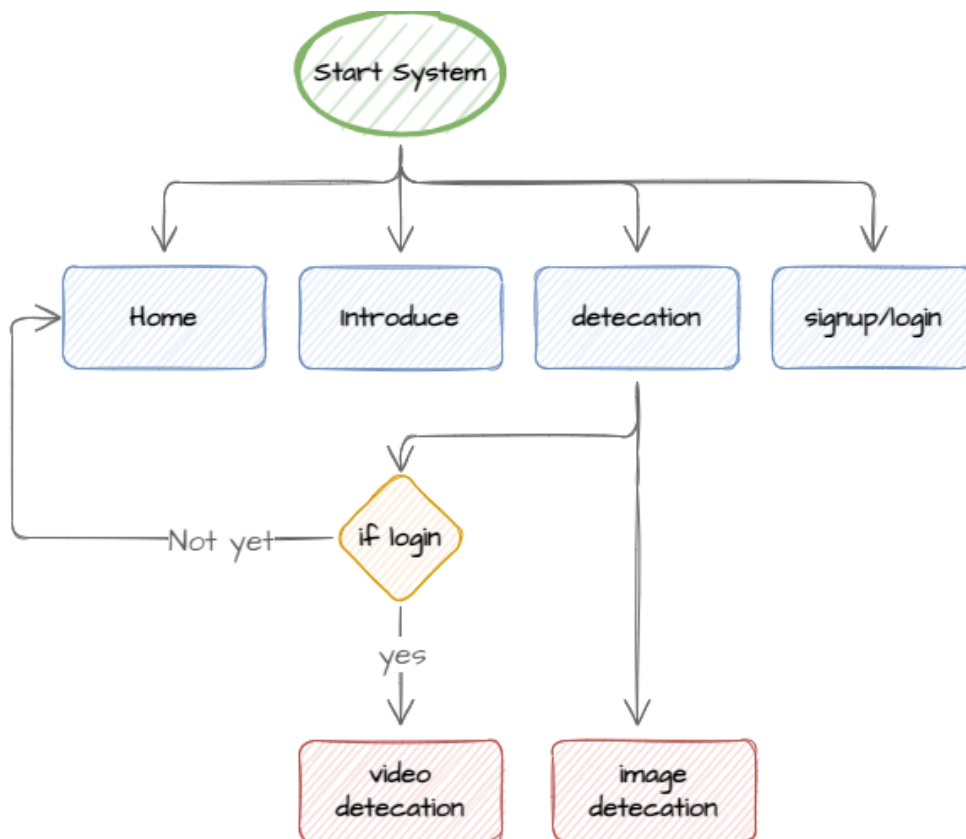 Start System
Home
Introduce
detecation
signup/login
if login
Not yet
yes
video
detecation
image
detecation